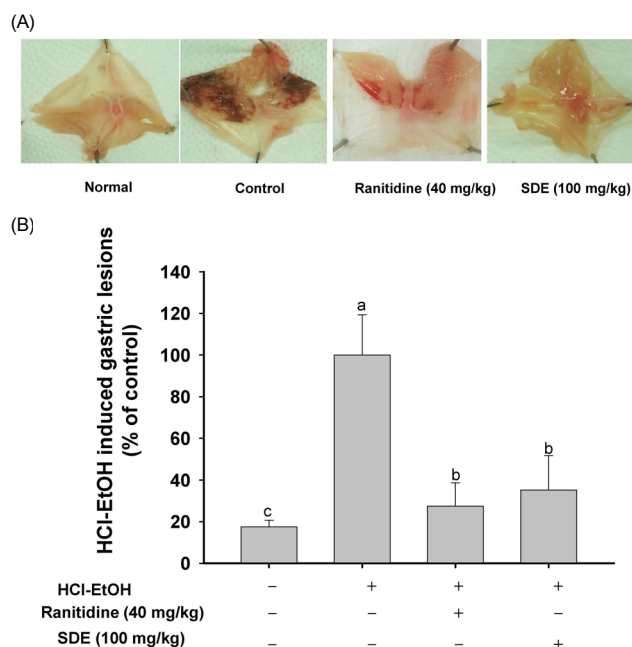 (A)
Normal Control Ranitidine (40 mg/kg) SDE (100 mg/kg)
(B)
HCl-EtOH induced gastric lesions
(% of control)
140
120
100
80
60
40
20
0
c a b b
HCl-EtOH – + + +
Ranitidine (40 mg/kg) – – + –
SDE (100 mg/kg) – – – +